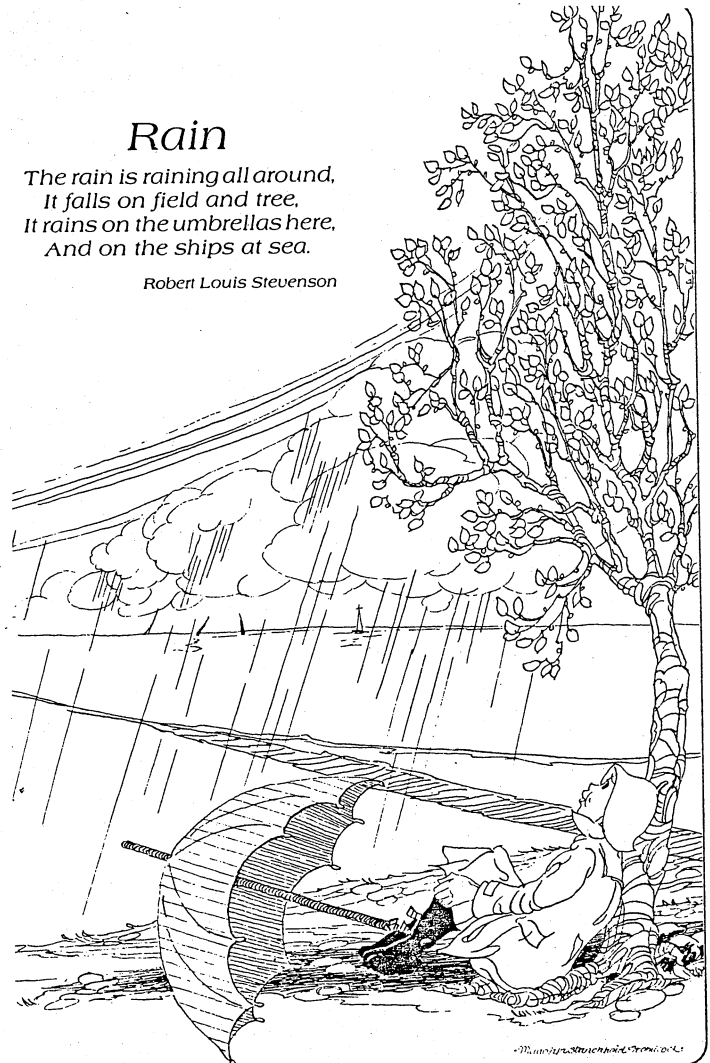 Rain
The rain is raining all around,
It falls on field and tree,
It rains on the umbrellas here,
And on the ships at sea.
Robert Louis Stevenson